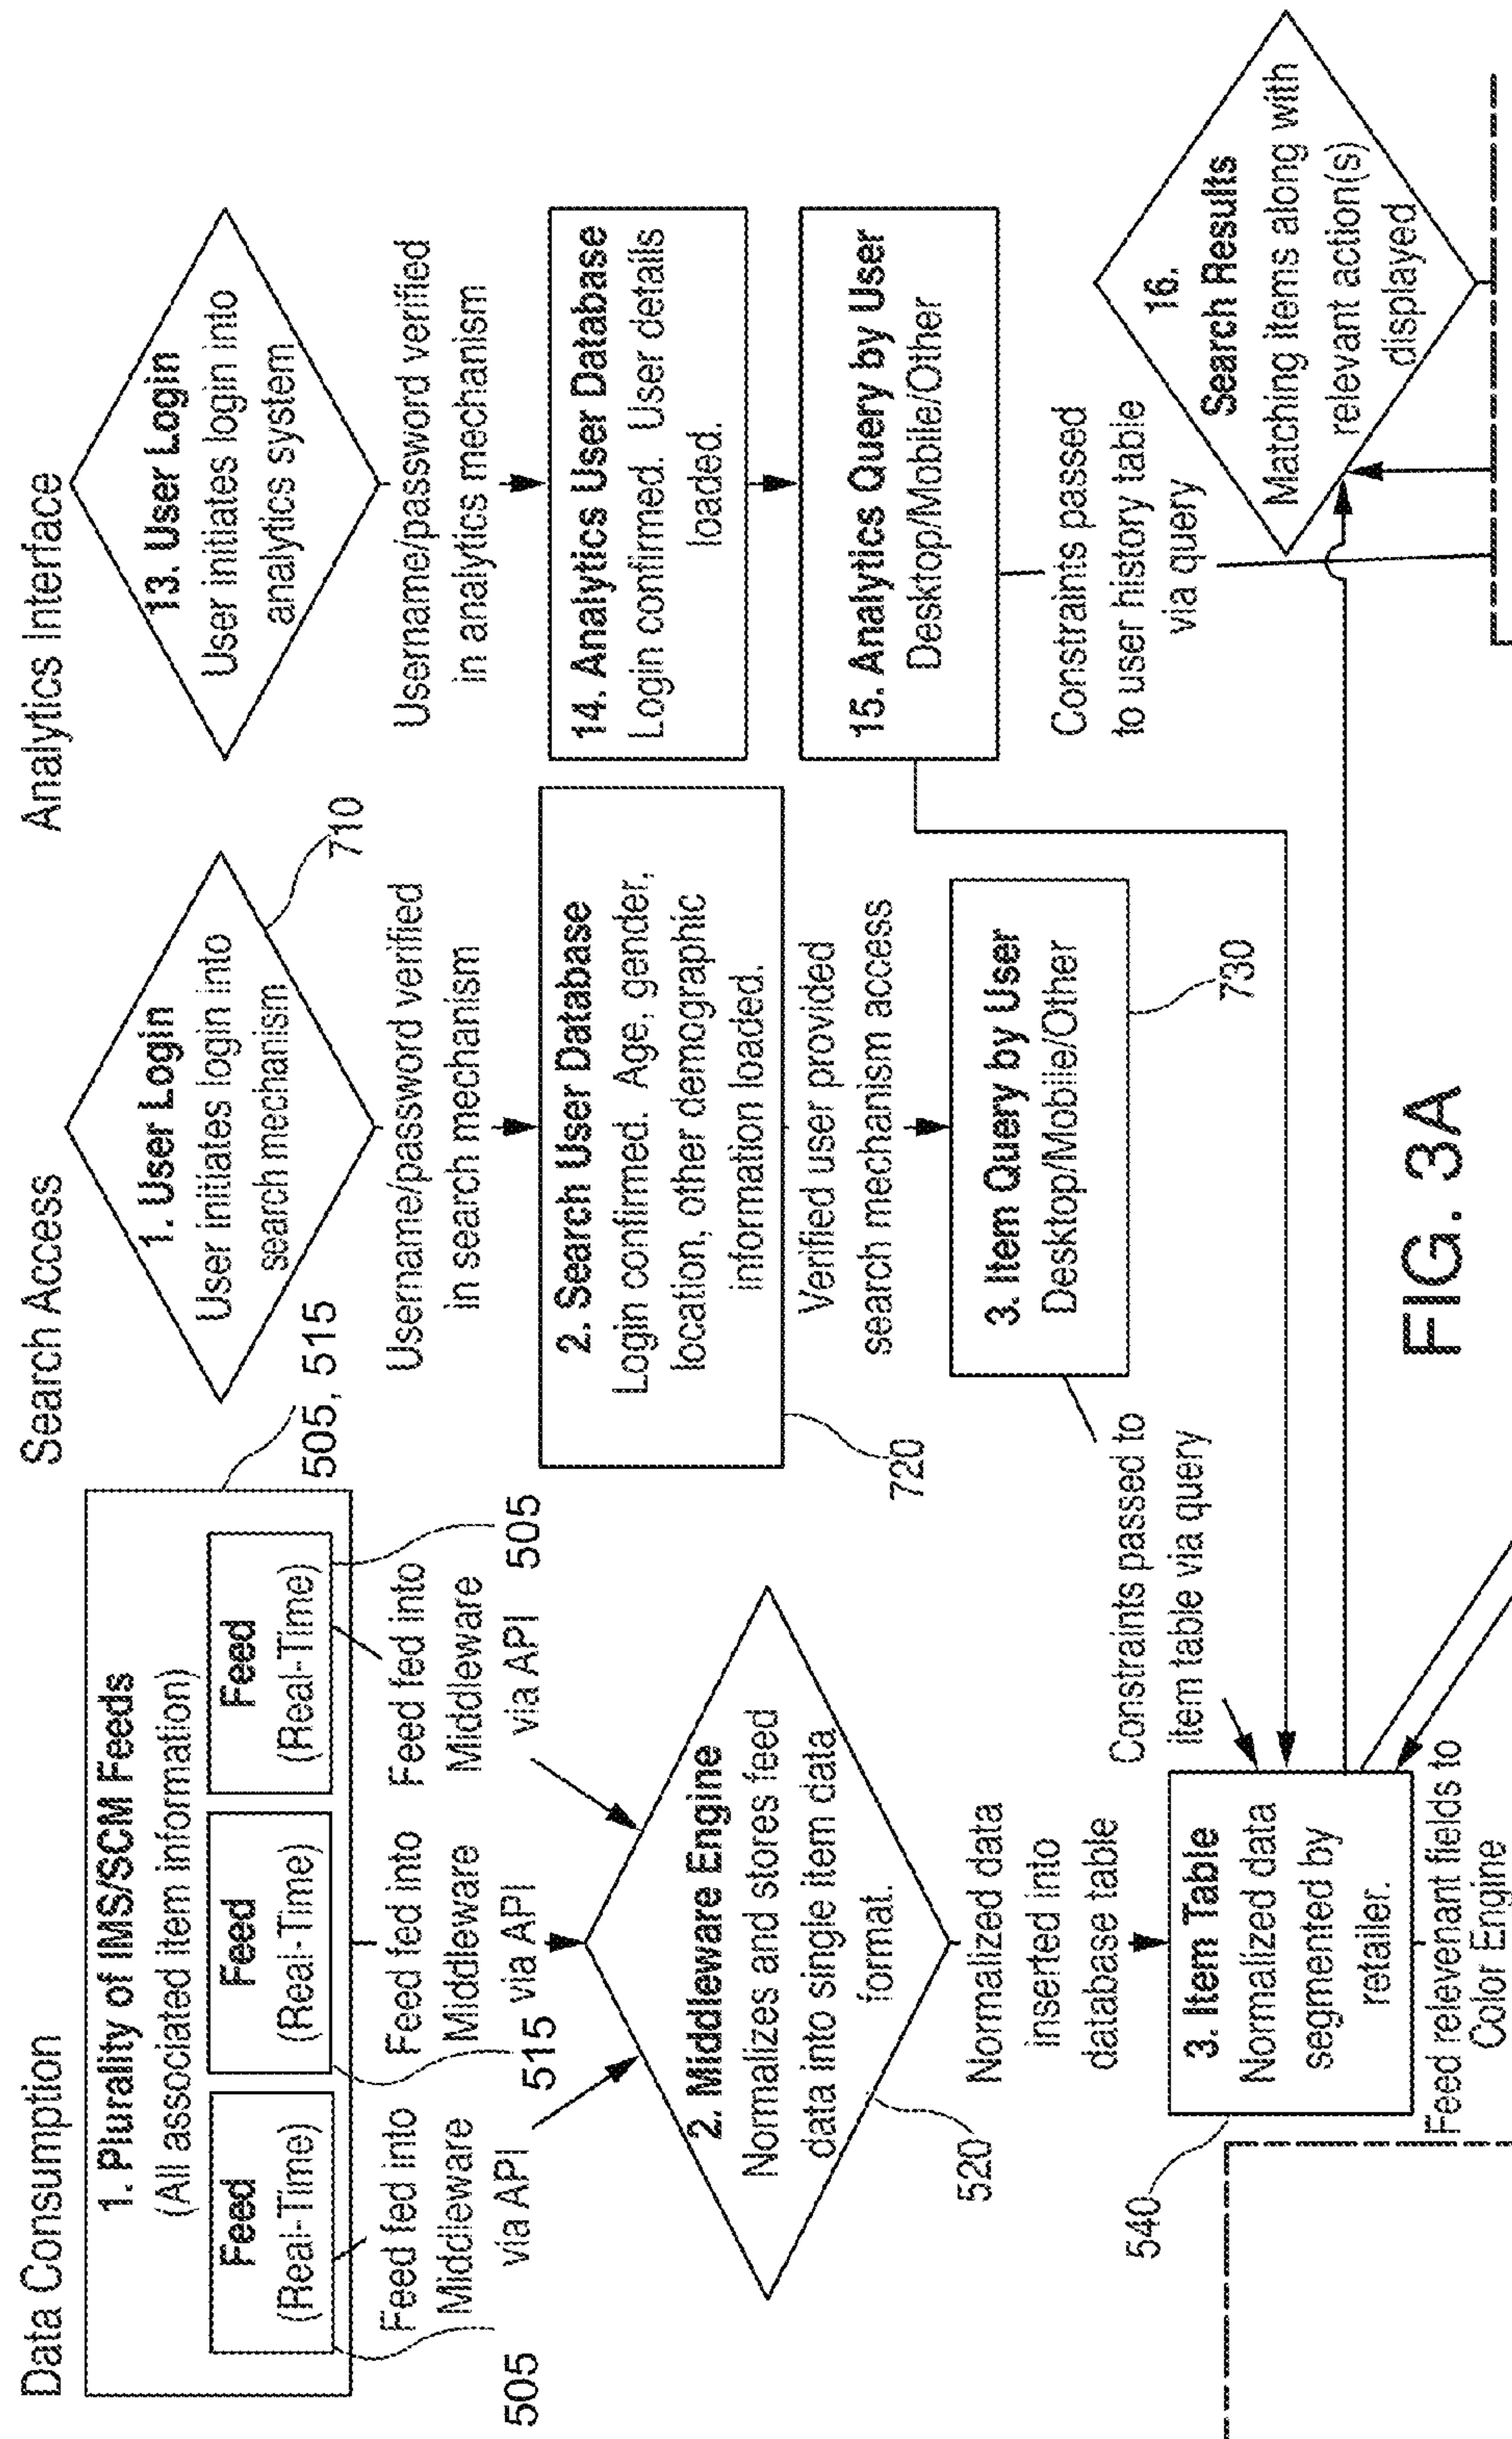 Data Consumption
1. Plurality of IMS/SCM Feeds
(All associated item information)
Feed
(Real-Time)
Feed
(Real-Time)
Feed
(Real-Time)
505, 515
Feed fed into
Middleware
via API
505
Feed fed into
Middleware
via API
515
Feed fed into
Middleware
via API
505
2. Middleware Engine
Normalizes and stores feed
data into single item data
format.
520
Normalized data
inserted into
database table
3. Item Table
Normalized data
segmented by
retailer.
540
Feed relevenant fields to
Color Engine
Search Access
1. User Login
User initiates login into
search mechanism
710
Username/password verified
in search mechanism
2. Search User Database
Login confirmed. Age, gender,
location, other demographic
information loaded.
720
Verified user provided
search mechanism access
3. Item Query by User
Desktop/Mobile/Other
730
Constraints passed to
item table via query
Analytics Interface
13. User Login
User initiates login into
analytics system
Username/password verified
in analytics mechanism
14. Analytics User Database
Login confirmed. User details
loaded.
15. Analytics Query by User
Desktop/Mobile/Other
Constraints passed
to user history table
via query
16.
Search Results
Matching items along with
relevant action(s)
displayed
FIG. 3A